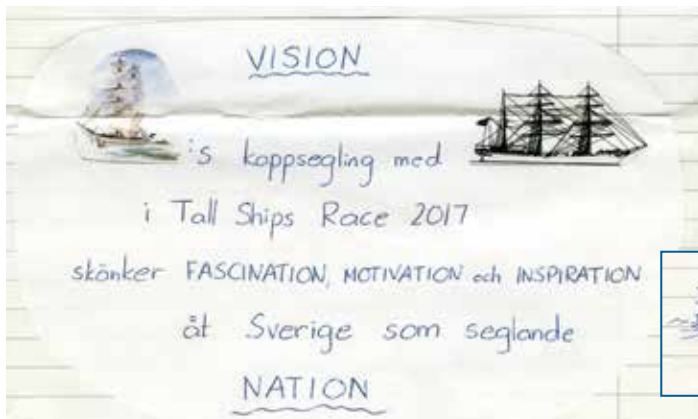 VISION
:s kappsegling med
i Tall Ships Race 2017
skänker FASCINATION, MOTIVATION och INSPIRATION
åt Sverige som seglande
NATION